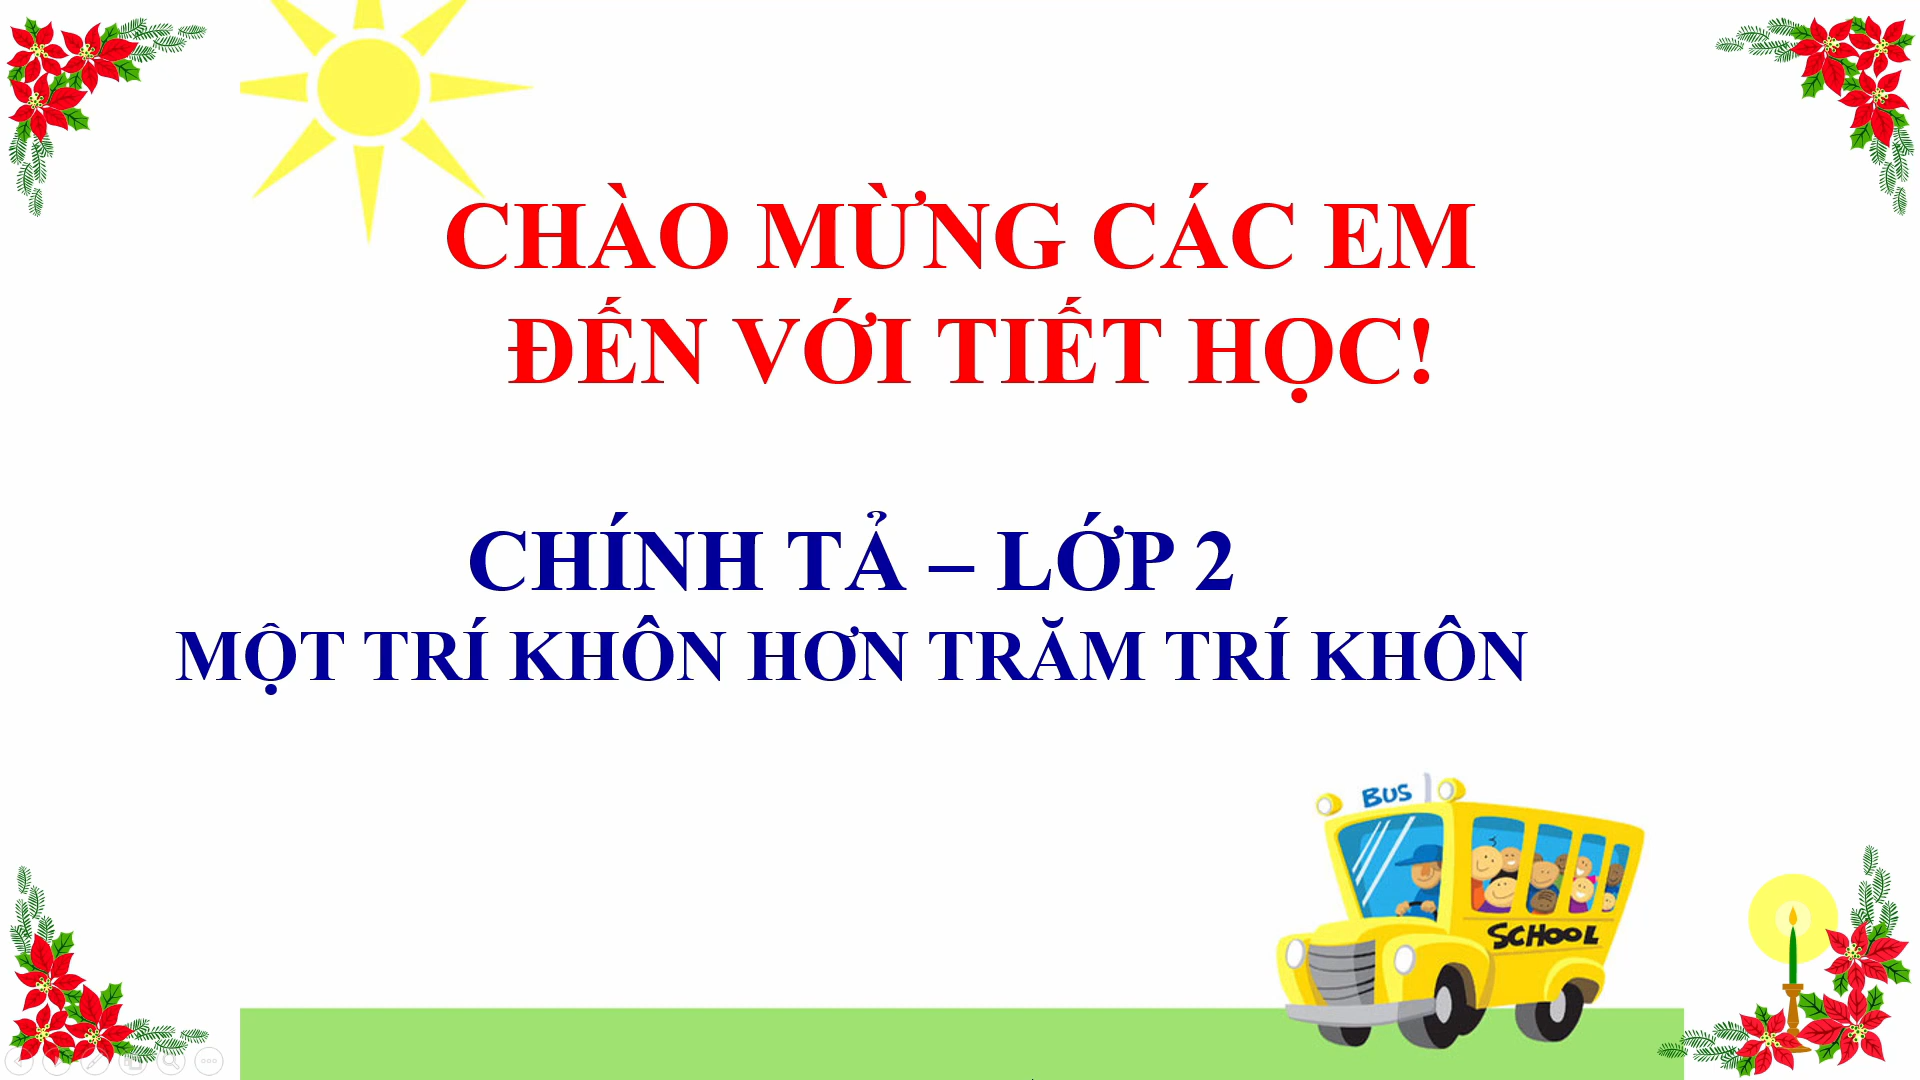 CHÀO MỪNG CÁC EM
ĐẾN VỚI TIẾT HỌC!
CHÍNH TẢ – LỚP 2
MỘT TRÍ KHÔN HƠN TRĂM TRÍ KHÔN
BUS
SCHOOL